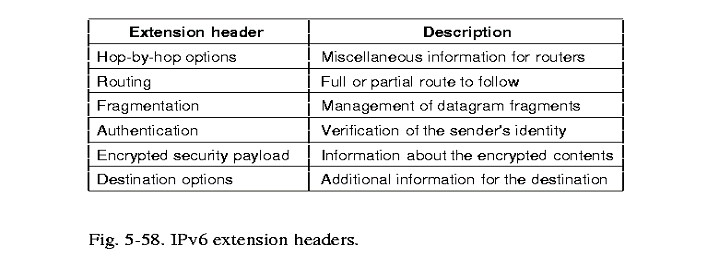 Extension header Description
Hop-by-hop options Miscellaneous information for routers
Routing Full or partial route to follow
Fragmentation Management of datagram fragments
Authentication Verification of the sender's identity
Encrypted security payload Information about the encrypted contents
Destination options Additional information for the destination
Fig. 5-58. IPv6 extension headers.